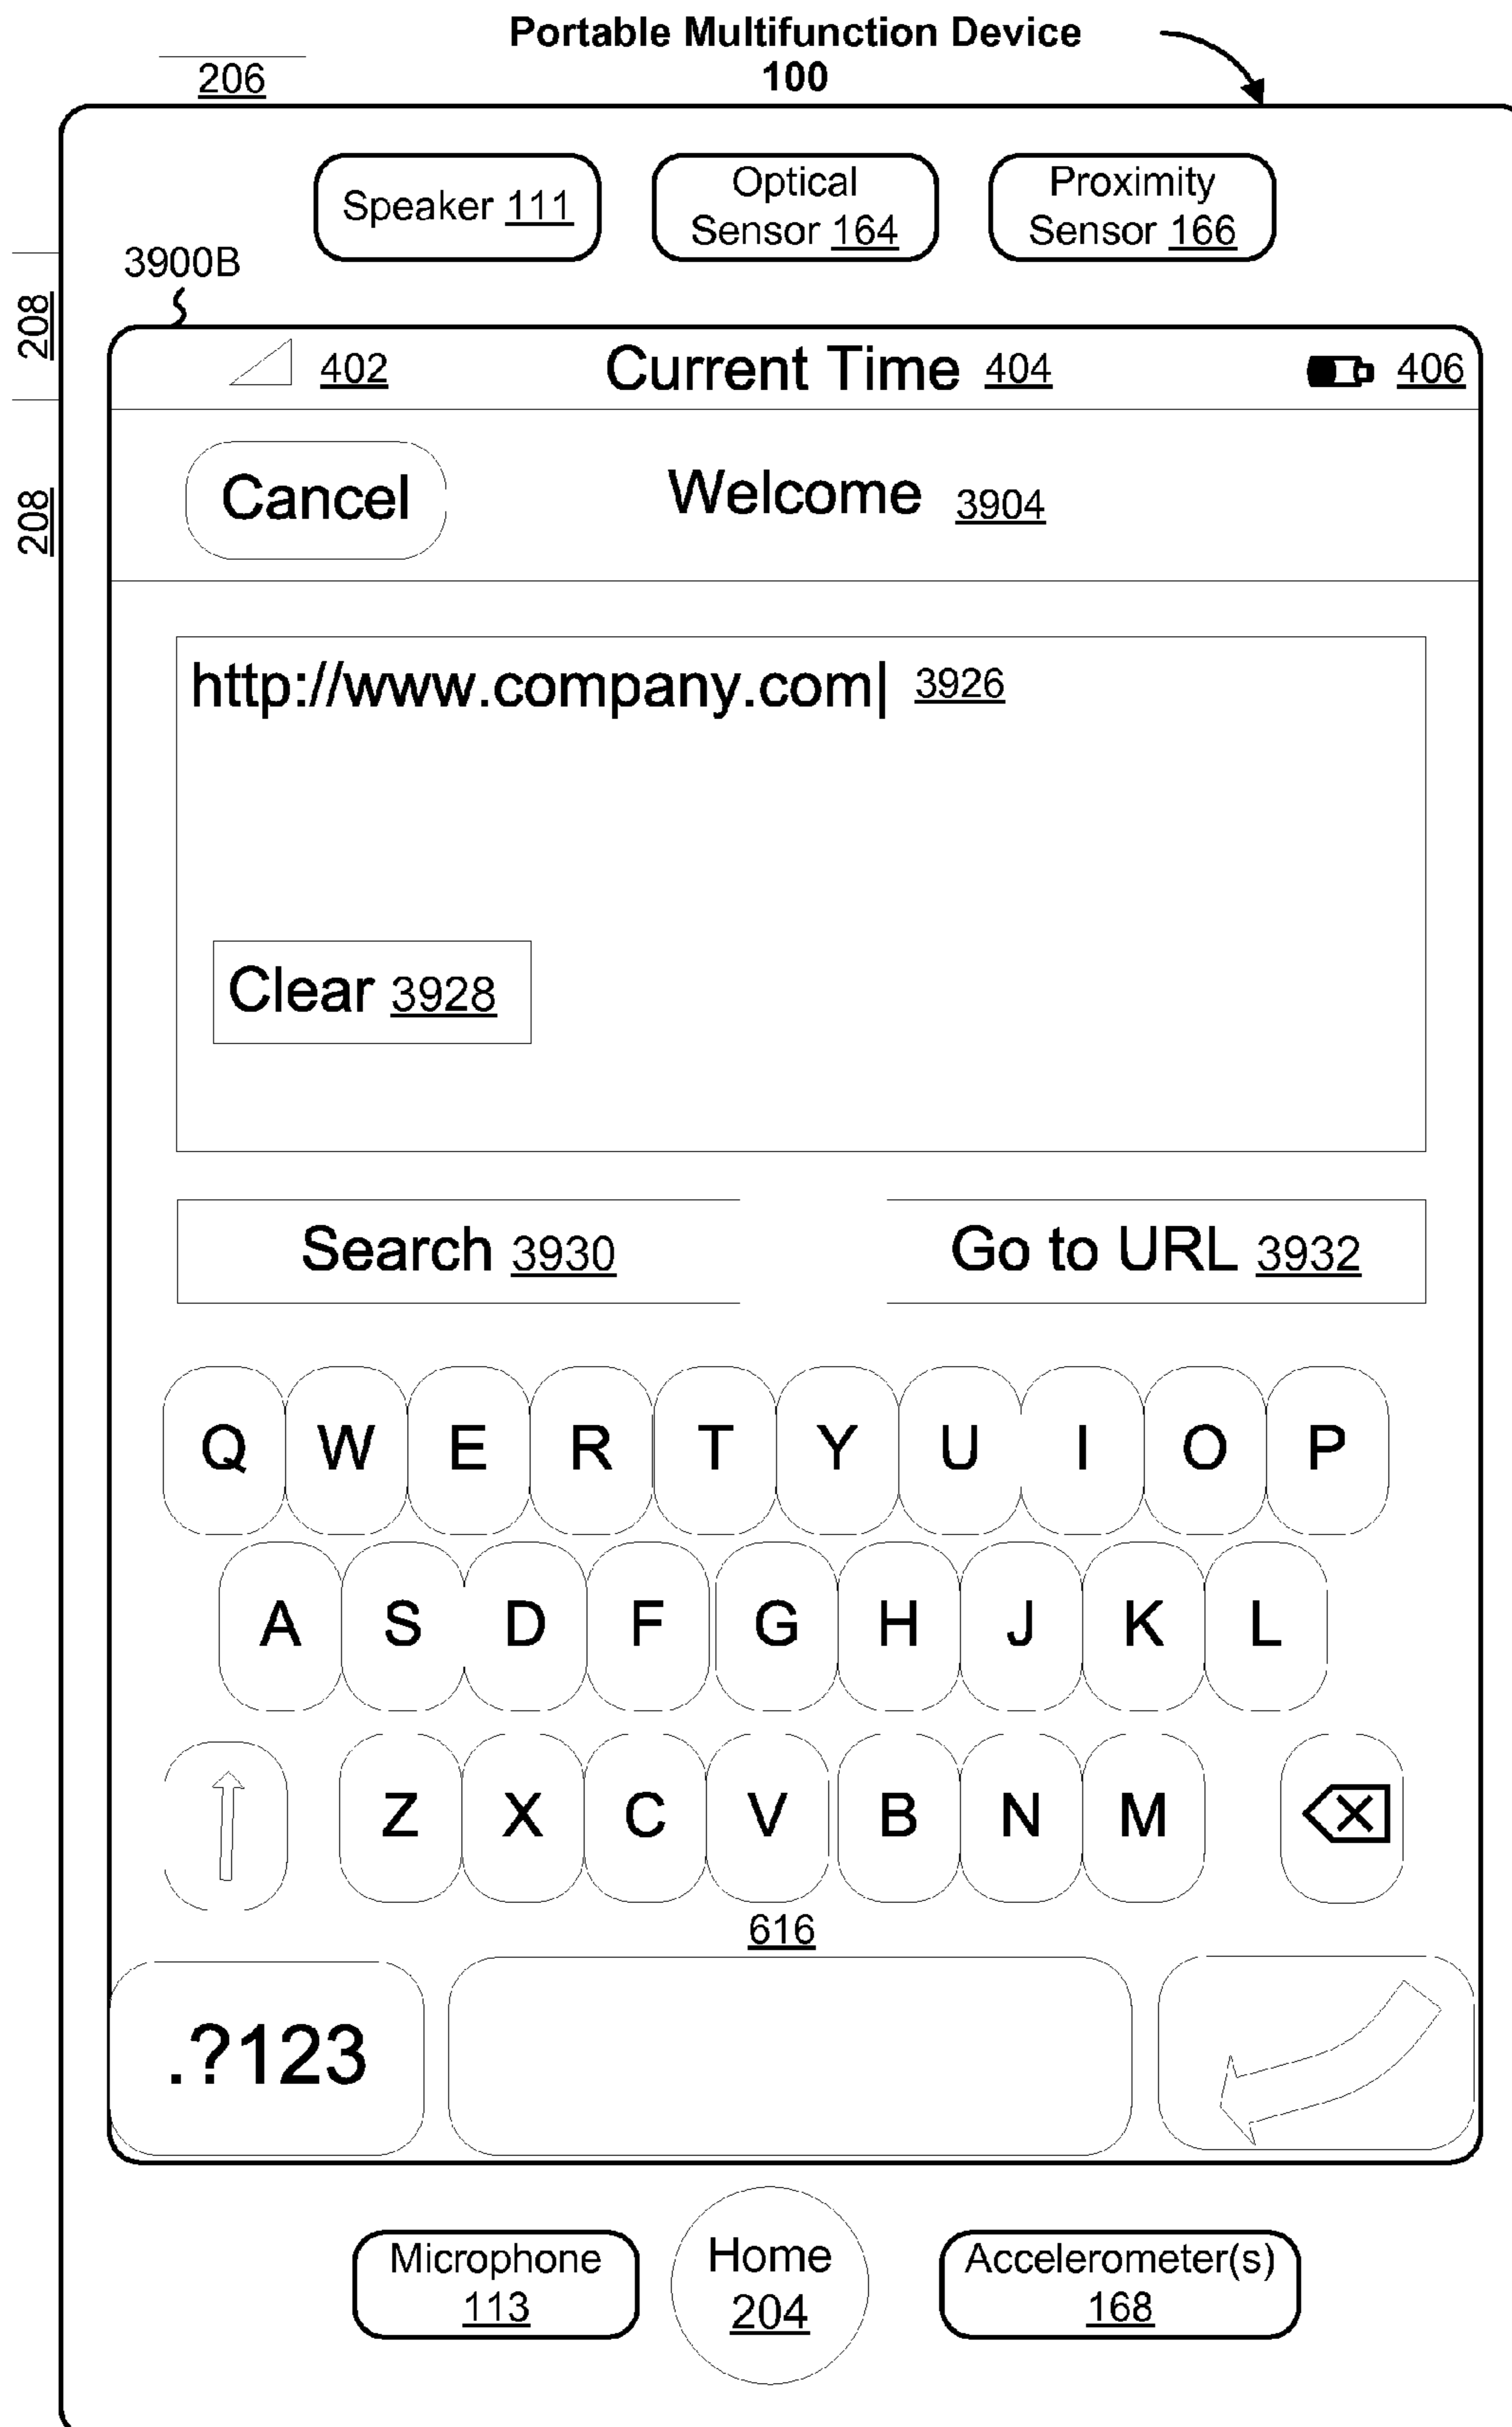 Portable Multifunction Device
100
206
Speaker 111
Optical
Sensor 164
Proximity
Sensor 166
3900B
208
208
402
Current Time 404
406
Cancel
Welcome 3904
http://www.company.com| 3926
Clear 3928
Search 3930
Go to URL 3932
Q W E R T Y U I O P
A S D F G H J K L
Z X C V B N M
616
.?123
Microphone
113
Home
204
Accelerometer(s)
168